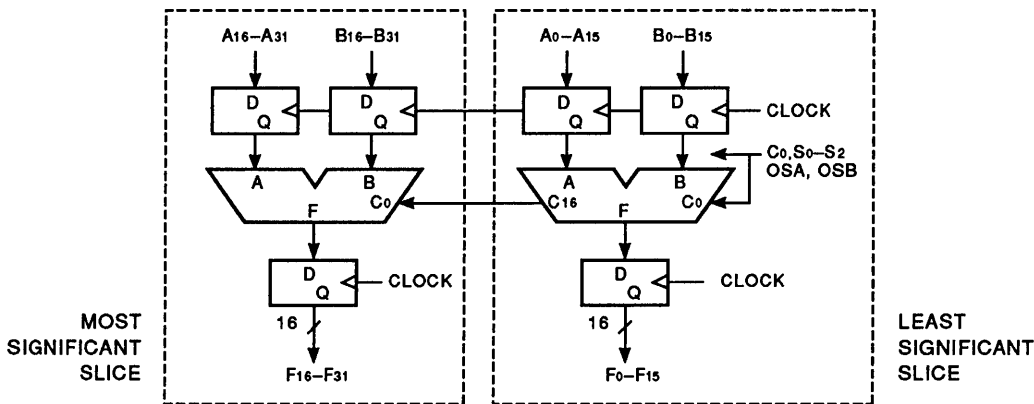 A16–A31 B16–B31 A0–A15 B0–B15
D Q D Q D Q D Q CLOCK
C0,S0–S2
OSA, OSB
A B A B
F C0 C16 F C0
D Q CLOCK D Q CLOCK
16 16
MOST
SIGNIFICANT
SLICE
LEAST
SIGNIFICANT
SLICE
F16–F31 F0–F15